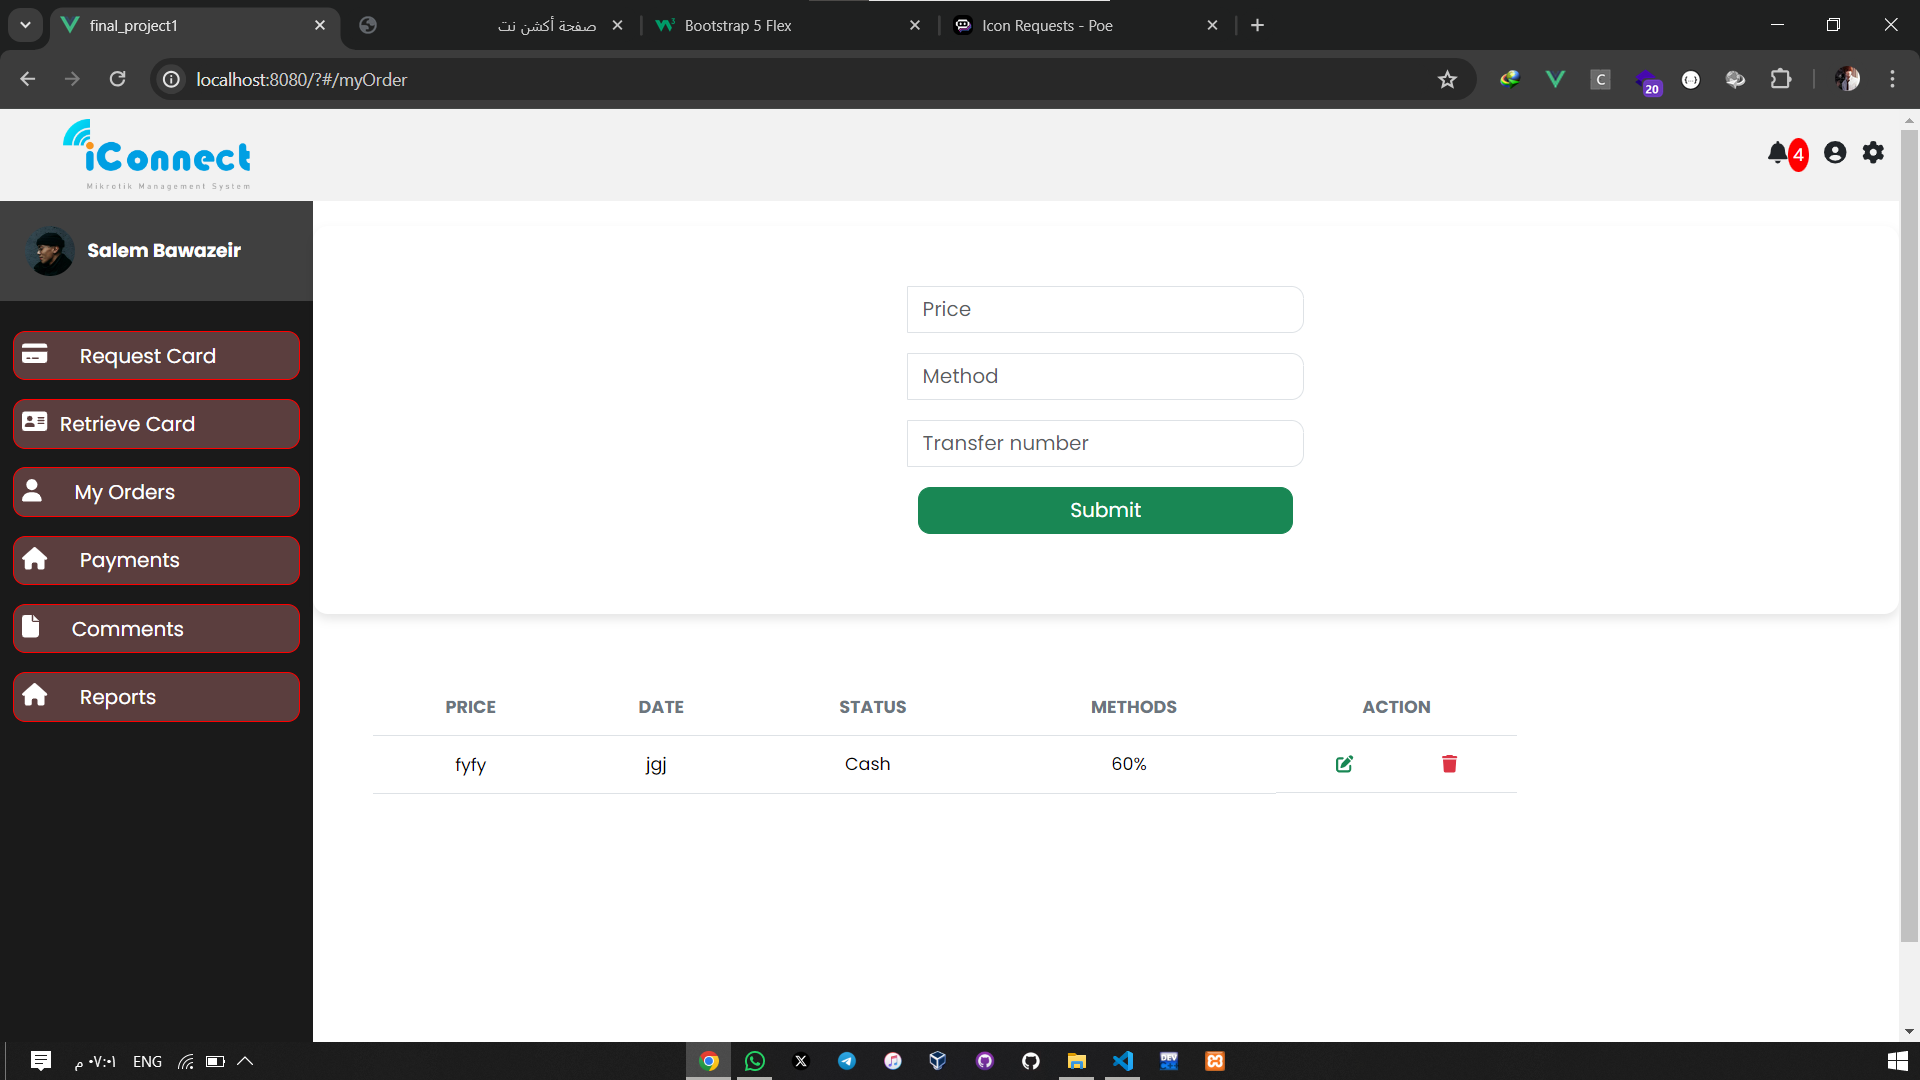 final_project1
صفحة أكشن نت
Bootstrap 5 Flex
Icon Requests - Poe
localhost:8080/?#/myOrder
C
20
iConnect
Mikrotik Management System
4
Salem Bawazeir
Request Card
Retrieve Card
My Orders
Payments
Comments
Reports
Price
Method
Transfer number
Submit
PRICE DATE STATUS METHODS ACTION
fyfy jgj Cash 60%
٠٧:٠١ م
ENG
DEV